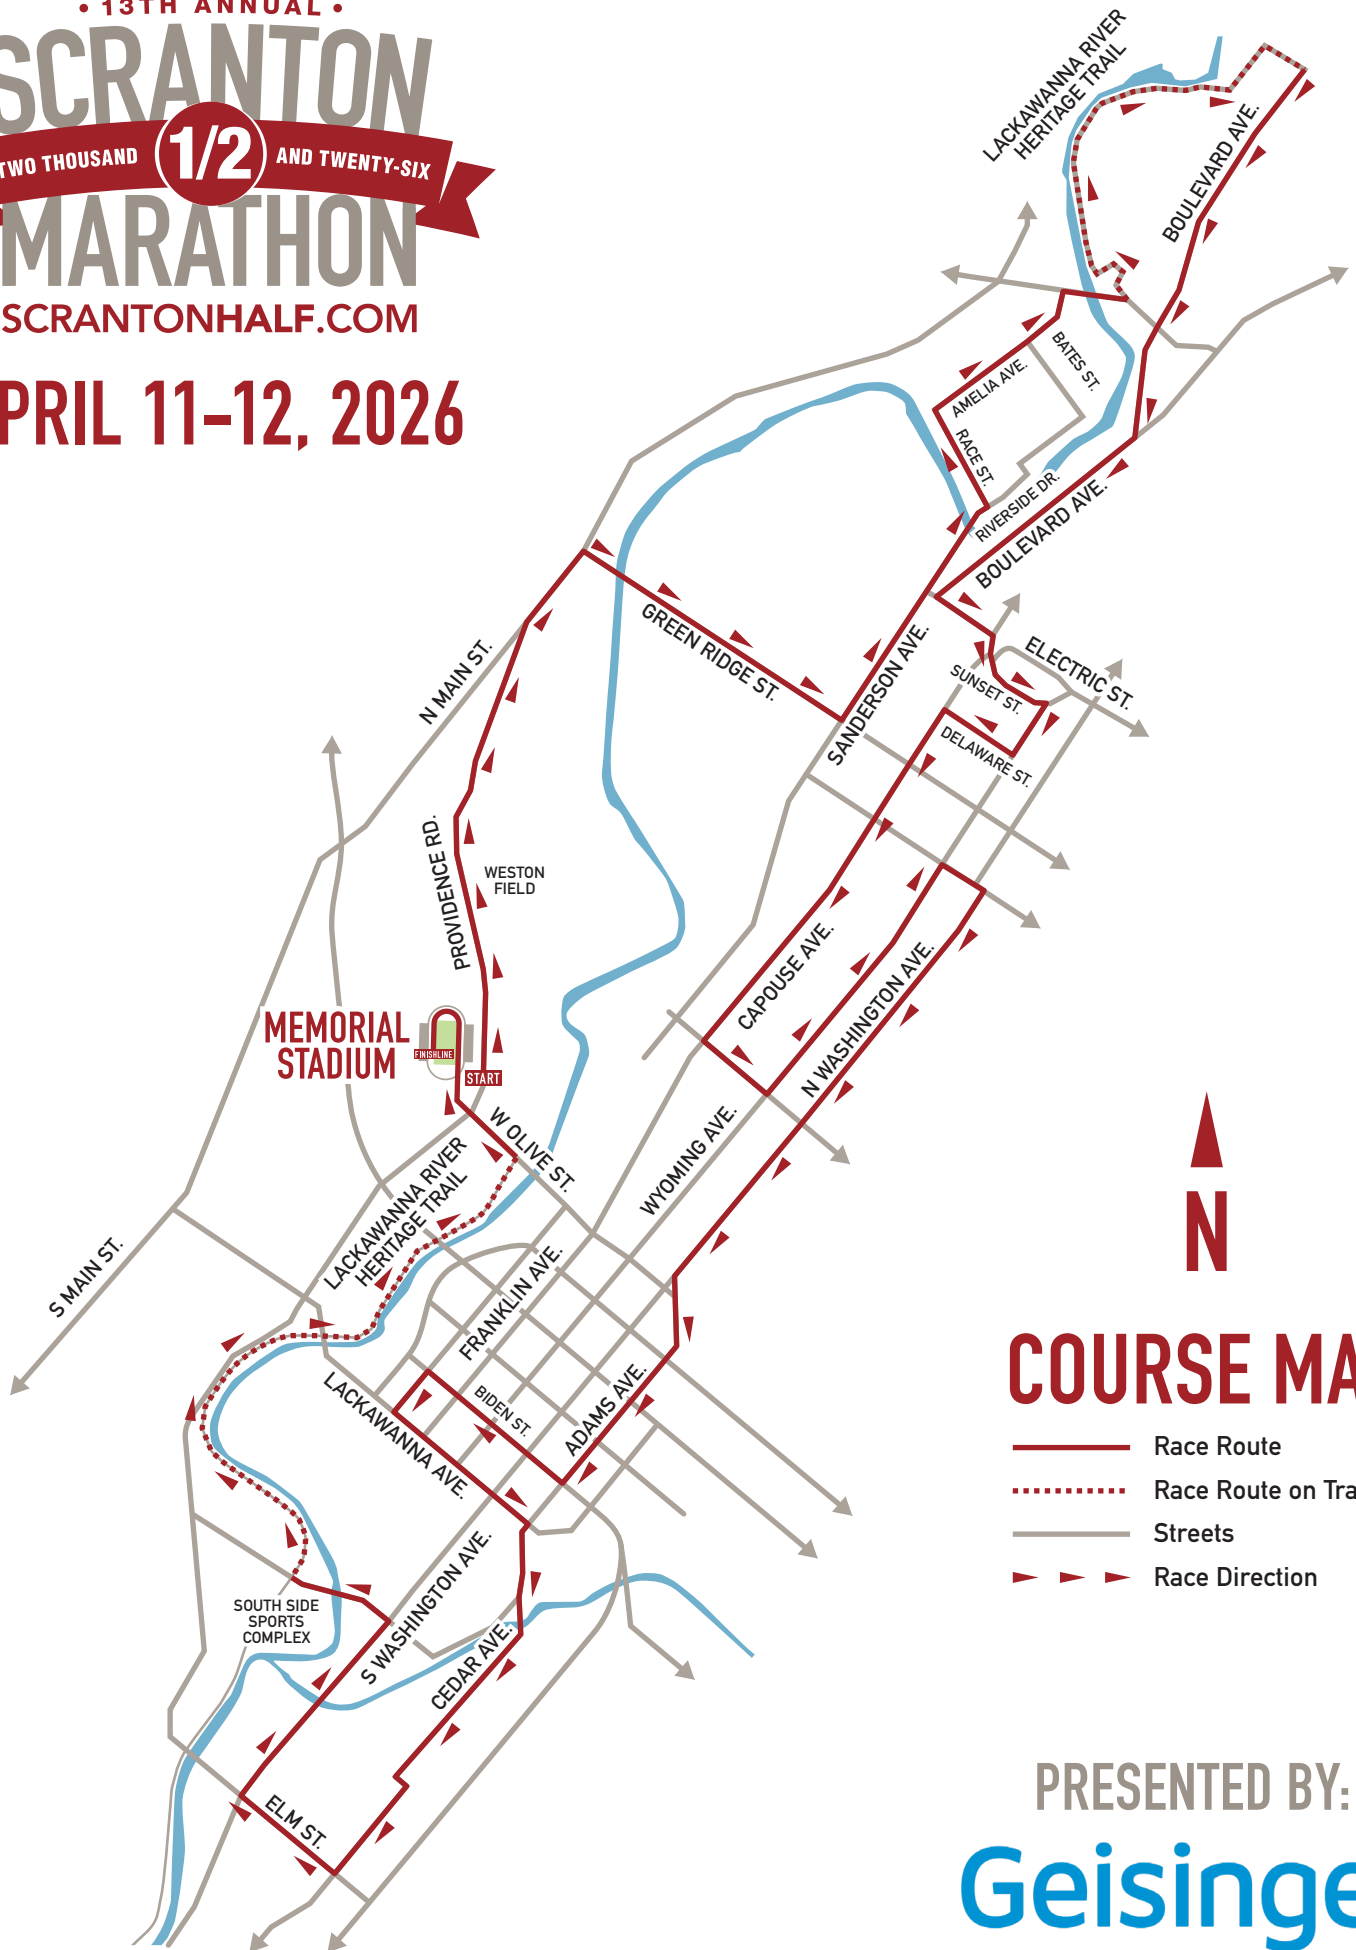 • 13TH ANNUAL •
SCRANTON
TWO THOUSAND 1/2 AND TWENTY-SIX
MARATHON
SCRANTONHALF.COM
PRIL 11–12, 2026
LACKAWANNA RIVER
HERITAGE TRAIL
BOULEVARD AVE.
BATES ST.
AMELIA AVE.
RACE ST.
RIVERSIDE DR.
BOULEVARD AVE.
GREEN RIDGE ST.
N MAIN ST.
SANDERSON AVE.
ELECTRIC ST.
SUNSET ST.
DELAWARE ST.
PROVIDENCE RD.
WESTON
FIELD
CAPOUSE AVE.
N WASHINGTON AVE.
MEMORIAL
STADIUM
FINISHLINE
START
W OLIVE ST.
WYOMING AVE.
LACKAWANNA RIVER
HERITAGE TRAIL
S MAIN ST.
FRANKLIN AVE.
BIDEN ST.
ADAMS AVE.
LACKAWANNA AVE.
S WASHINGTON AVE.
CEDAR AVE.
SOUTH SIDE
SPORTS
COMPLEX
ELM ST.
N
COURSE MA
Race Route
Race Route on Tra
Streets
Race Direction
PRESENTED BY:
Geisinge